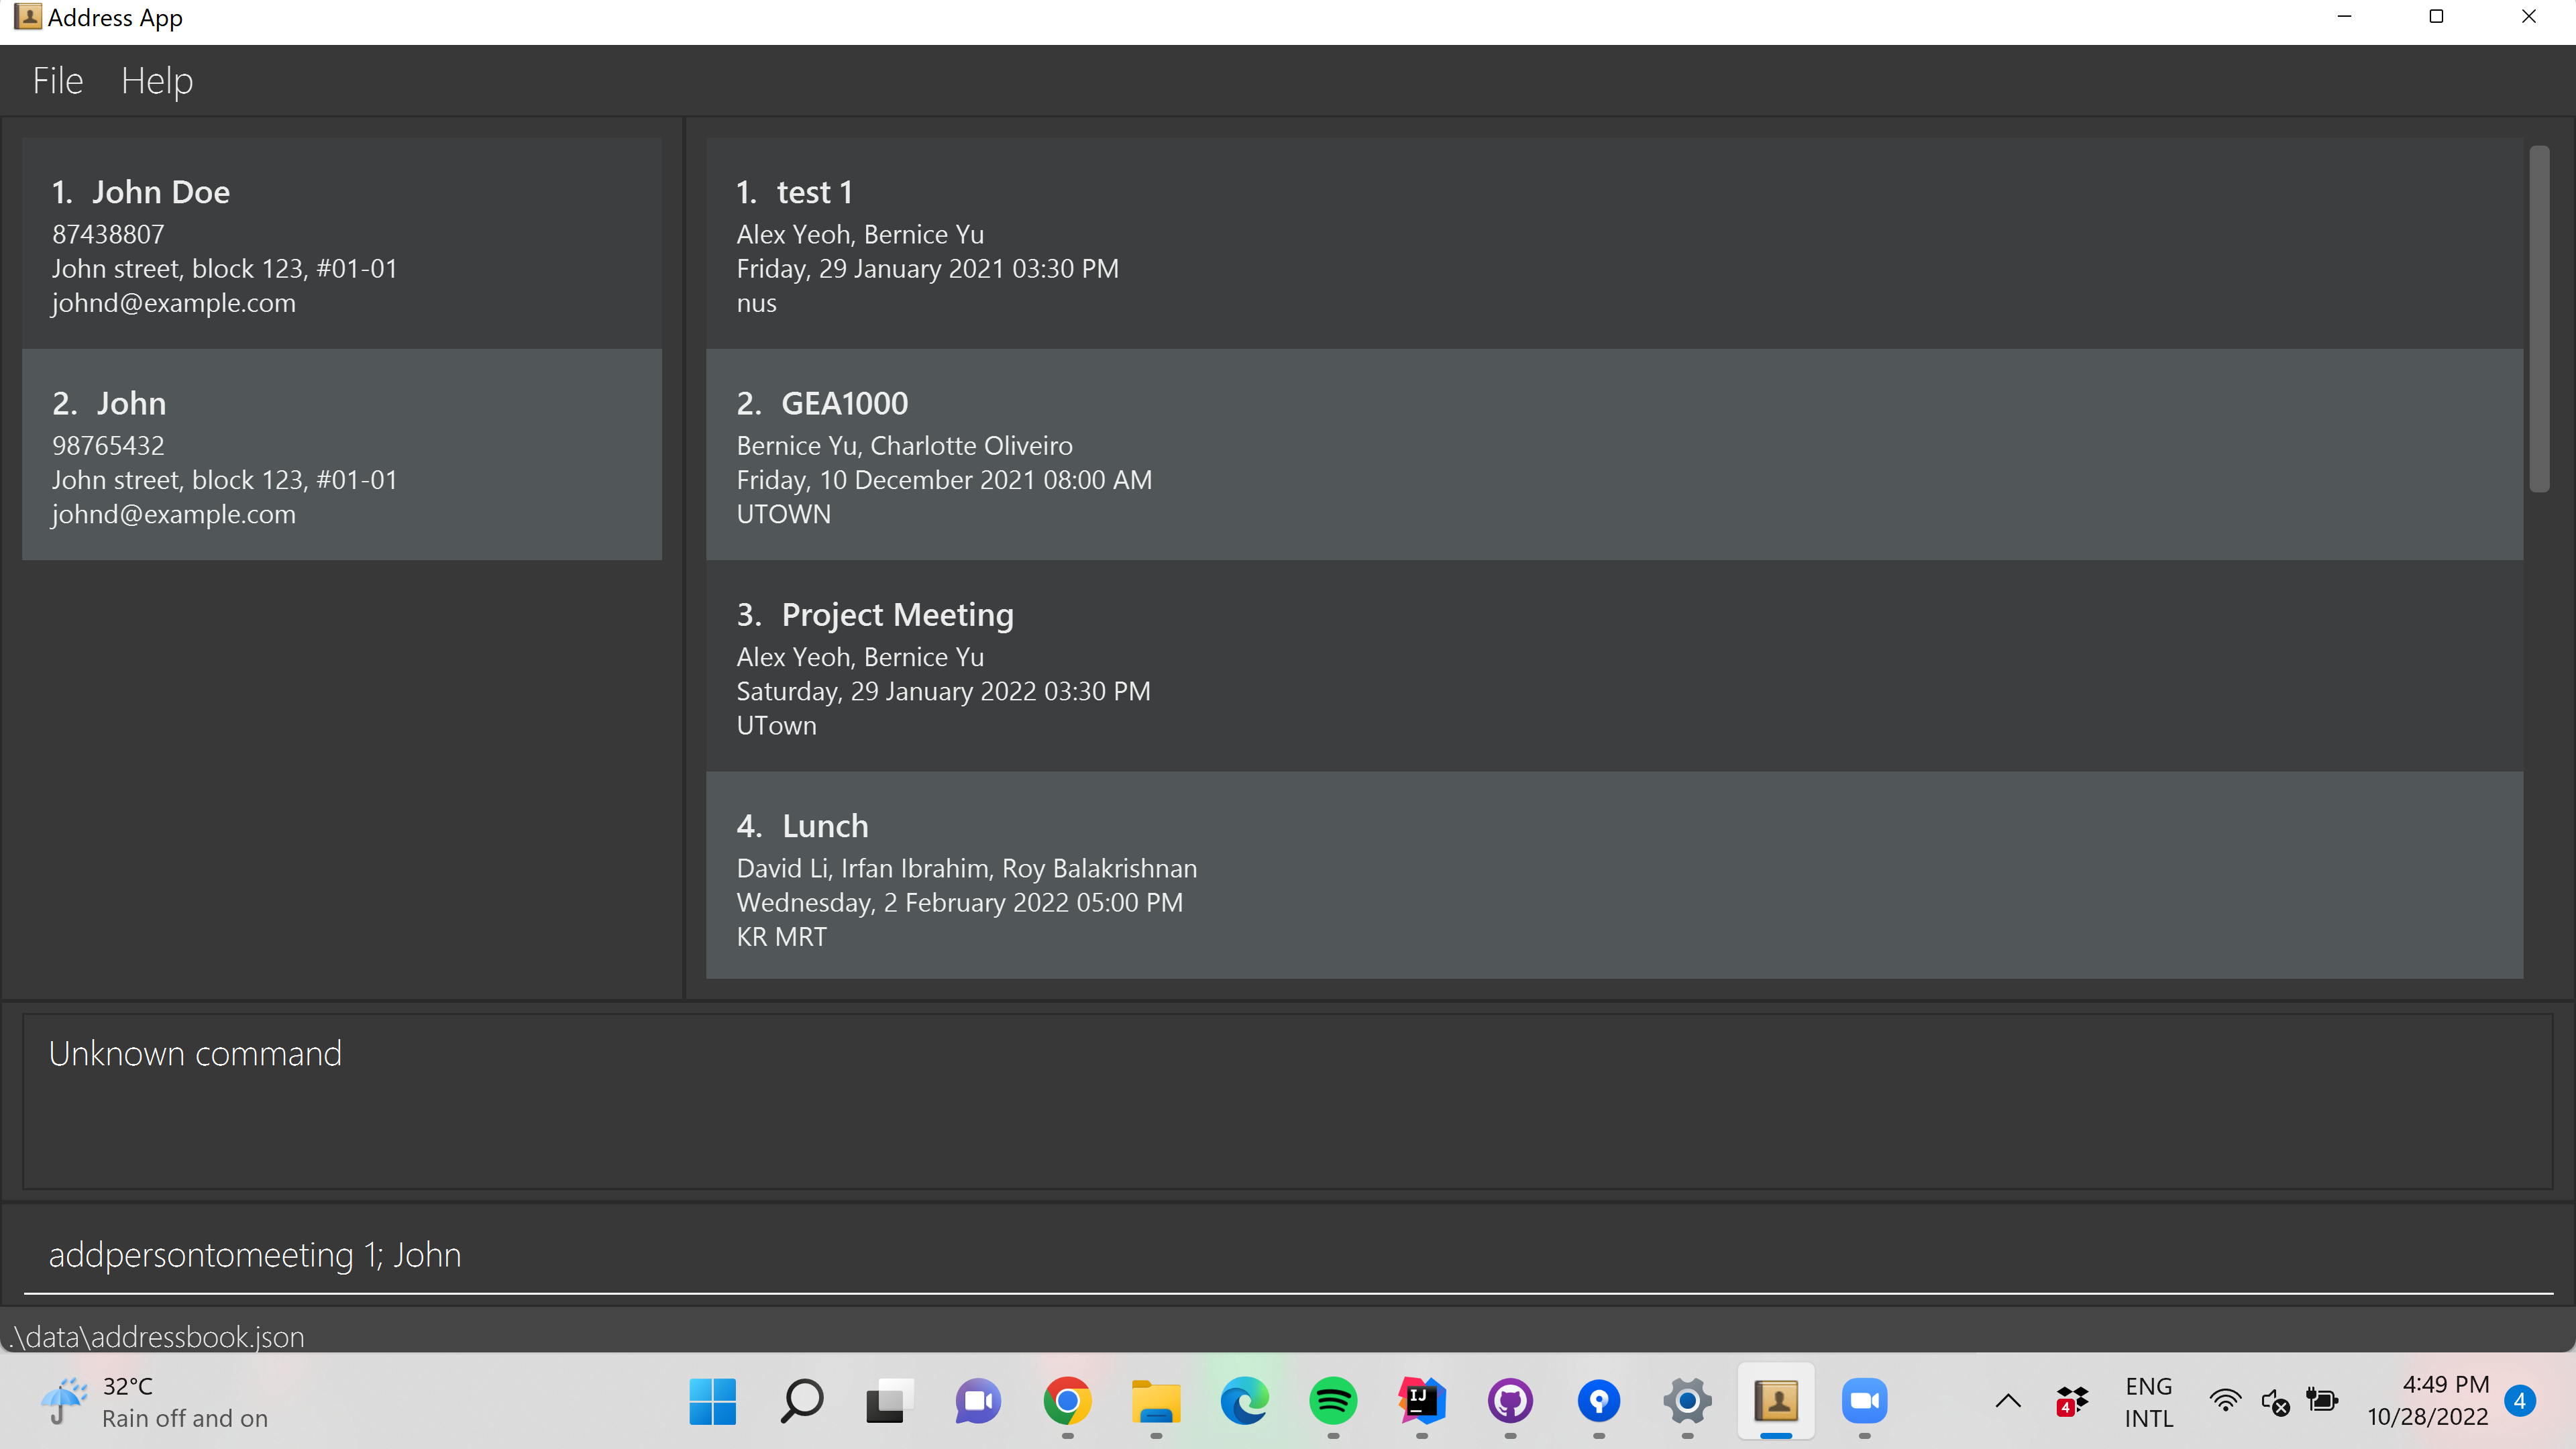 Address App
File Help
1. John Doe
87438807
John street, block 123, #01-01
johnd@example.com
2. John
98765432
John street, block 123, #01-01
johnd@example.com
1. test 1
Alex Yeoh, Bernice Yu
Friday, 29 January 2021 03:30 PM
nus
2. GEA1000
Bernice Yu, Charlotte Oliveiro
Friday, 10 December 2021 08:00 AM
UTOWN
3. Project Meeting
Alex Yeoh, Bernice Yu
Saturday, 29 January 2022 03:30 PM
UTown
4. Lunch
David Li, Irfan Ibrahim, Roy Balakrishnan
Wednesday, 2 February 2022 05:00 PM
KR MRT
Unknown command
addpersontomeeting 1; John
.\data\addressbook.json
32°C
Rain off and on
IJ
4
ENG
INTL
4:49 PM
10/28/2022
4